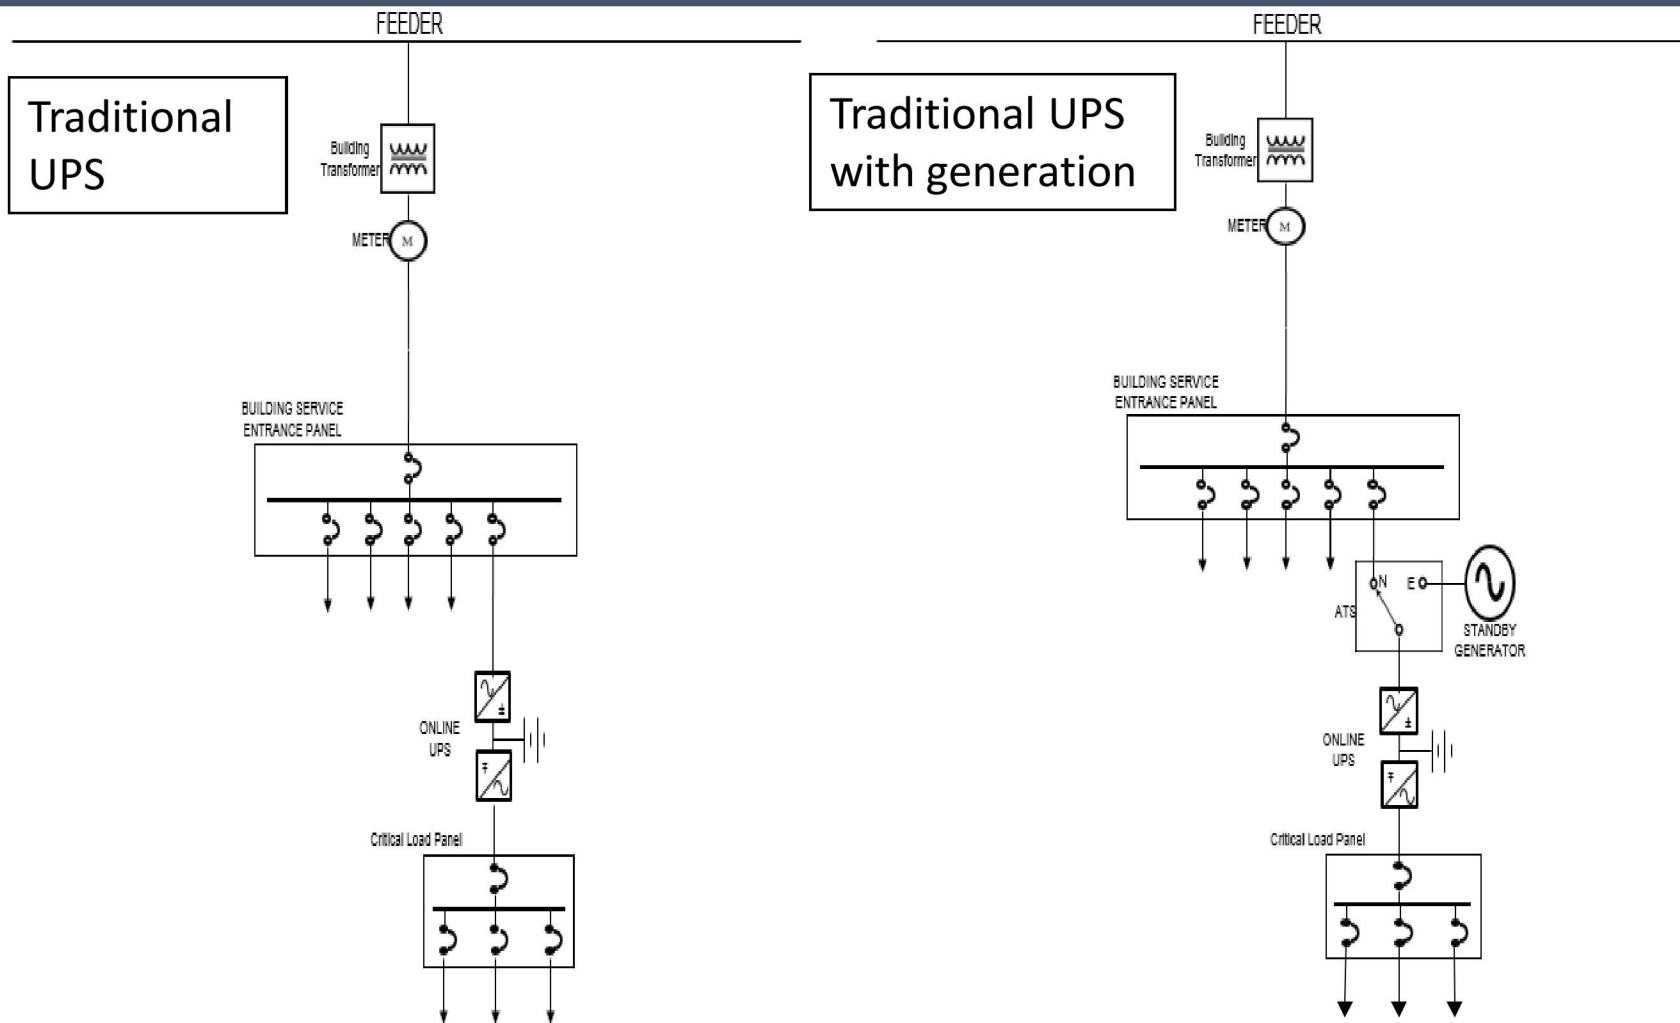 FEEDER
Traditional
UPS
Building
Transformer
METER
M
BUILDING SERVICE
ENTRANCE PANEL
ONLINE
UPS
Critical Load Panel
FEEDER
Traditional UPS
with generation
Building
Transformer
METER
M
BUILDING SERVICE
ENTRANCE PANEL
N
E
ATS
STANDBY
GENERATOR
ONLINE
UPS
Critical Load Panel